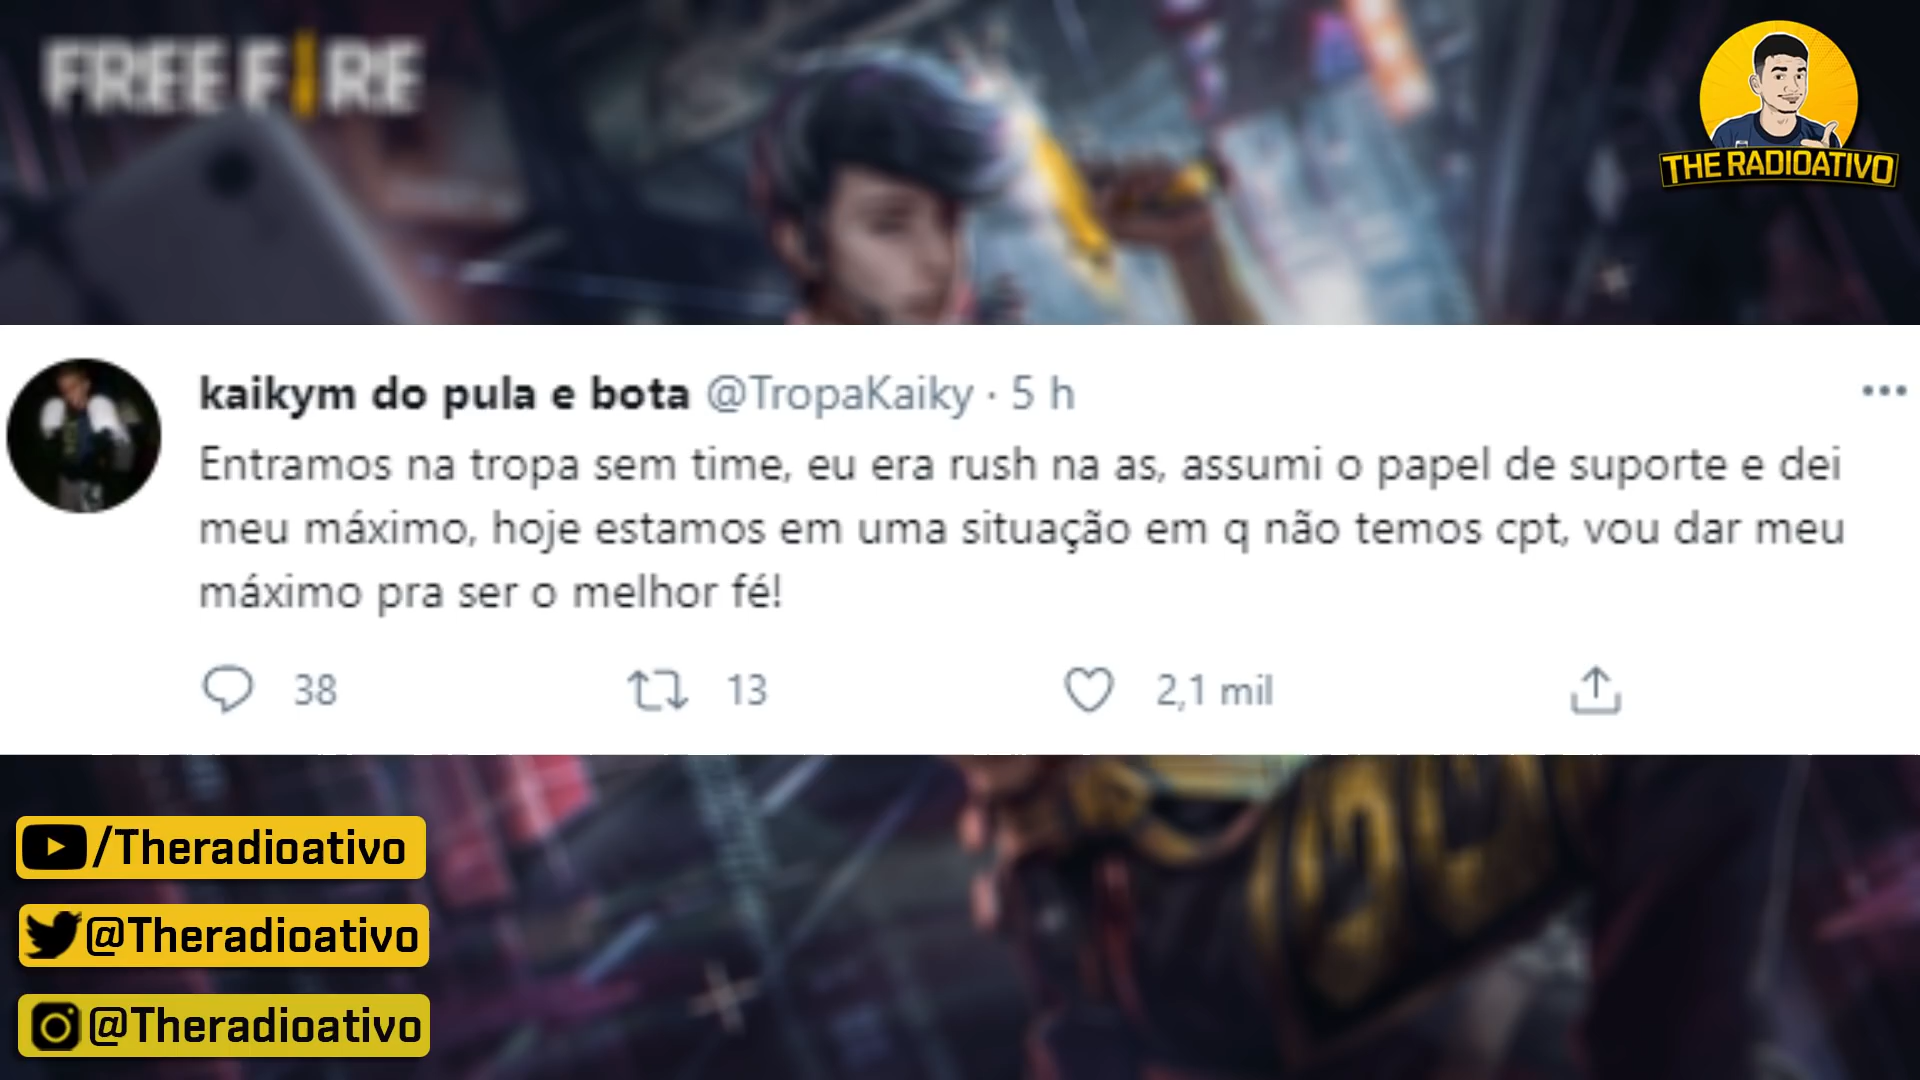 FREE FIRE
THE RADIOATIVO
kaikym do pula e bota @TropaKaiky · 5 h
Entramos na tropa sem time, eu era rush na as, assumi o papel de suporte e dei
meu máximo, hoje estamos em uma situação em q não temos cpt, vou dar meu
máximo pra ser o melhor fé!
38 13 2,1 mil
/Theradioativo
@Theradioativo
@Theradioativo